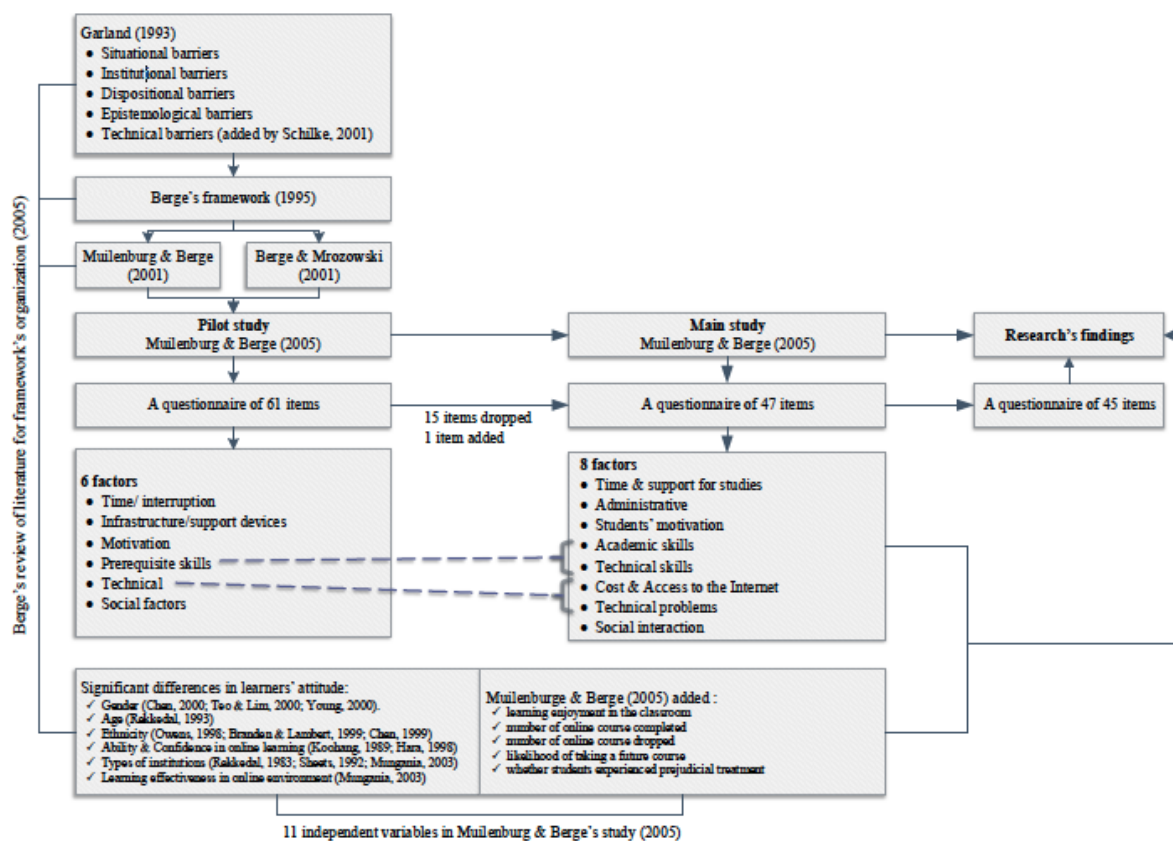 Garland (1993)
● Situational barriers
● Institutional barriers
● Dispositional barriers
● Epistemological barriers
● Technical barriers (added by Schilke, 2001)
Berge's framework (1995)
Muilenburg & Berge
(2001)
Berge & Mrozowski
(2001)
Berge's review of literature for framework's organization (2005)
Pilot study
Muilenburg & Berge (2005)
Main study
Muilenburg & Berge (2005)
Research's findings
A questionnaire of 61 items
15 items dropped
1 item added
A questionnaire of 47 items
A questionnaire of 45 items
6 factors
● Time/ interruption
● Infrastructure/support devices
● Motivation
● Prerequisite skills
● Technical
● Social factors
8 factors
● Time & support for studies
● Administrative
● Students' motivation
● Academic skills
● Technical skills
● Cost & Access to the Internet
● Technical problems
● Social interaction
Significant differences in learners' attitude:
✓ Gender (Chen, 2000; Teo & Lim, 2000; Young, 2000).
✓ Age (Rekkedal, 1993)
✓ Ethnicity (Owens, 1998; Branden & Lambert, 1999; Chen, 1999)
✓ Ability & Confidence in online learning (Koohang, 1989; Hara, 1998)
✓ Types of institutions (Rekkedal, 1983; Sheets, 1992; Mungania, 2003)
✓ Learning effectiveness in online environment (Mungania, 2003)
Muilenburge & Berge (2005) added :
✓ learning enjoyment in the classroom
✓ number of online course completed
✓ number of online course dropped
✓ likelihood of taking a future course
✓ whether students experienced prejudicial treatment
11 independent variables in Muilenburg & Berge's study (2005)